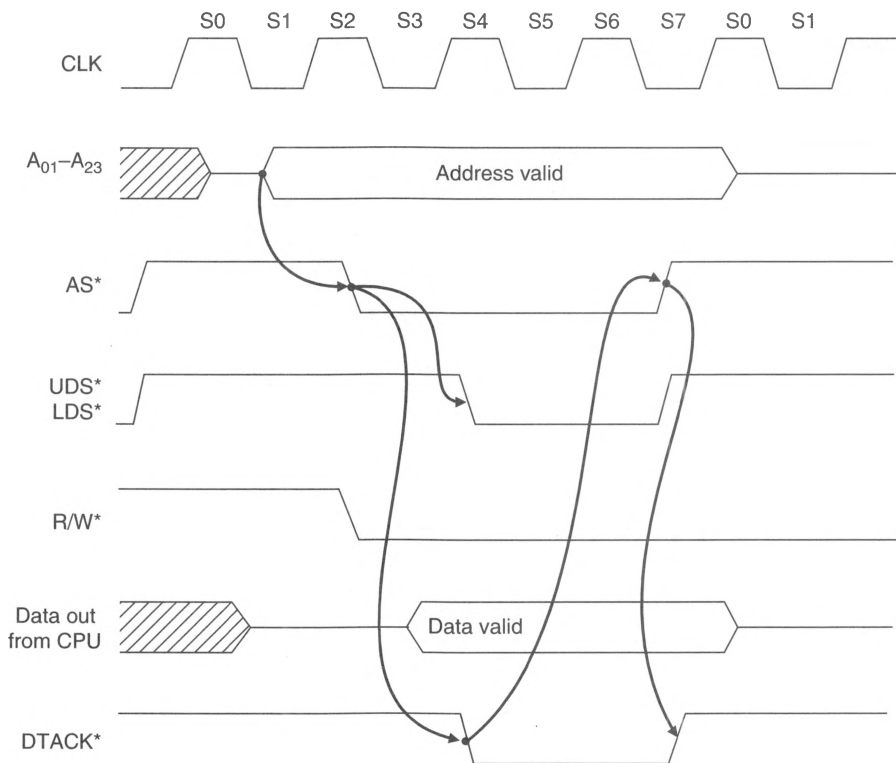 S0 S1 S2 S3 S4 S5 S6 S7 S0 S1
CLK
A₀₁–A₂₃
Address valid
AS*
UDS*
LDS*
R/W*
Data out
from CPU
Data valid
DTACK*